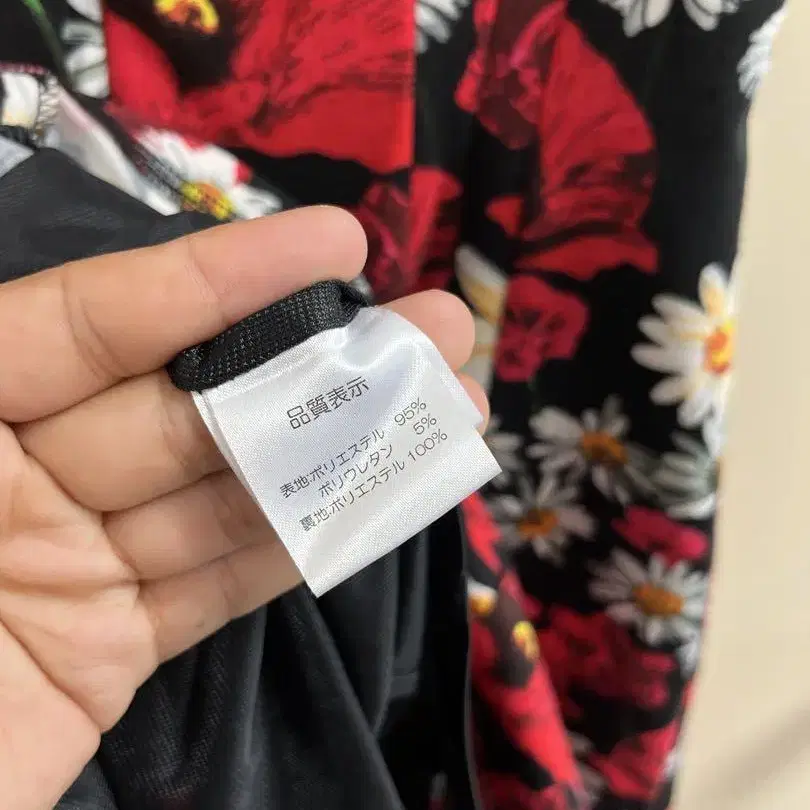 品質表示
表地:ポリエステル 95%
ポリウレタン 5%
裏地:ポリエステル 100%